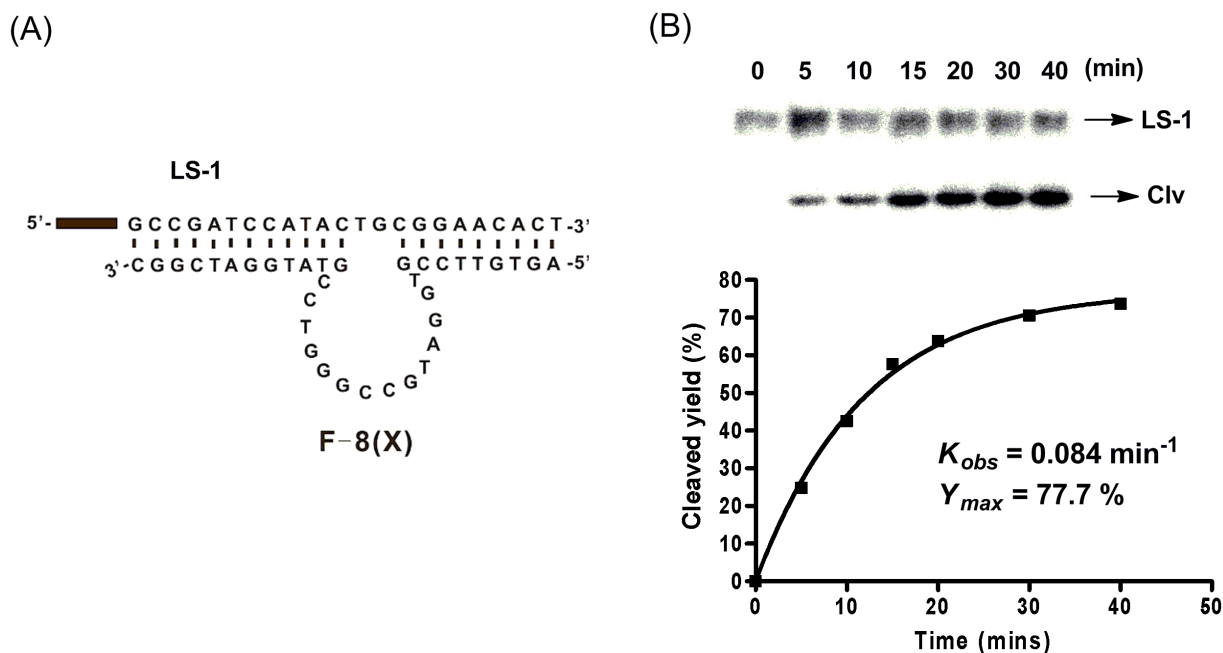 (A)
LS-1
5'- GCCGATCCATACTGCGGAACACT-3'
3'-CGGCTAGGTATG GCCTTGTGA-5'
CCTGGGCCGTAGGT
F-8(X)
(B)
0 5 10 15 20 30 40 (min)
LS-1
Clv
80
70
60
50
40
30
20
10
0
Cleaved yield (%)
Kobs = 0.084 min-1
Ymax = 77.7 %
0 10 20 30 40 50
Time (mins)